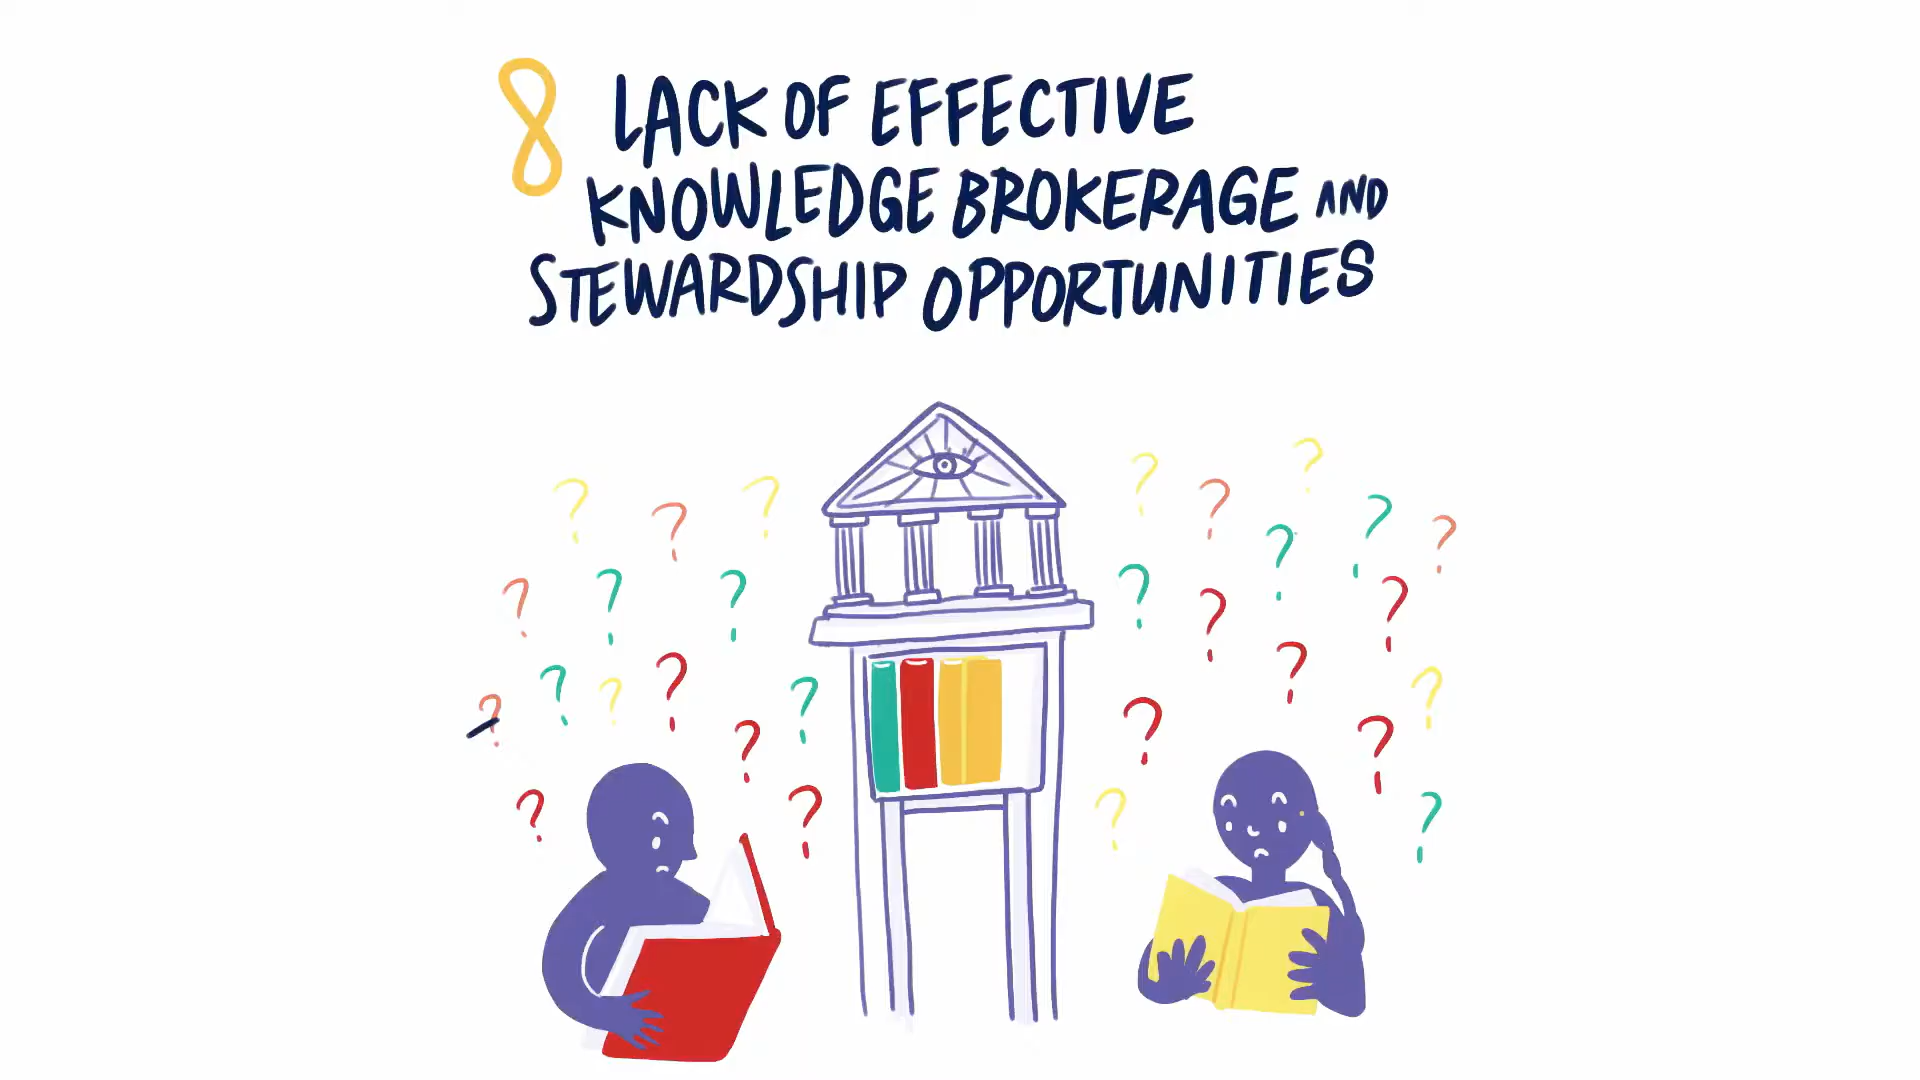 8 LACK OF EFFECTIVE
KNOWLEDGE BROKERAGE AND
STEWARDSHIP OPPORTUNITIES